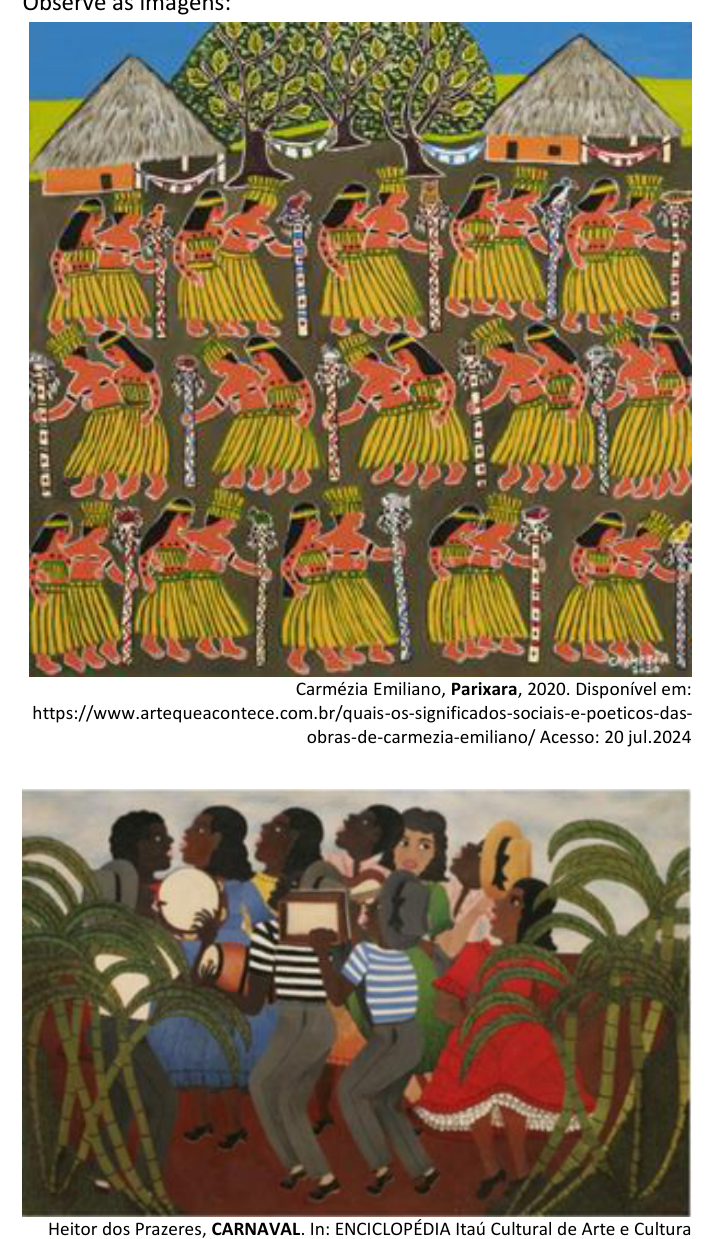 Observe as imagens:
CARMÉZIA
2020
Carmézia Emiliano, Parixara, 2020. Disponível em:
https://www.artequeacontece.com.br/quais-os-significados-sociais-e-poeticos-das-
obras-de-carmezia-emiliano/ Acesso: 20 jul.2024
Heitor dos Prazeres, CARNAVAL. In: ENCICLOPÉDIA Itaú Cultural de Arte e Cultura